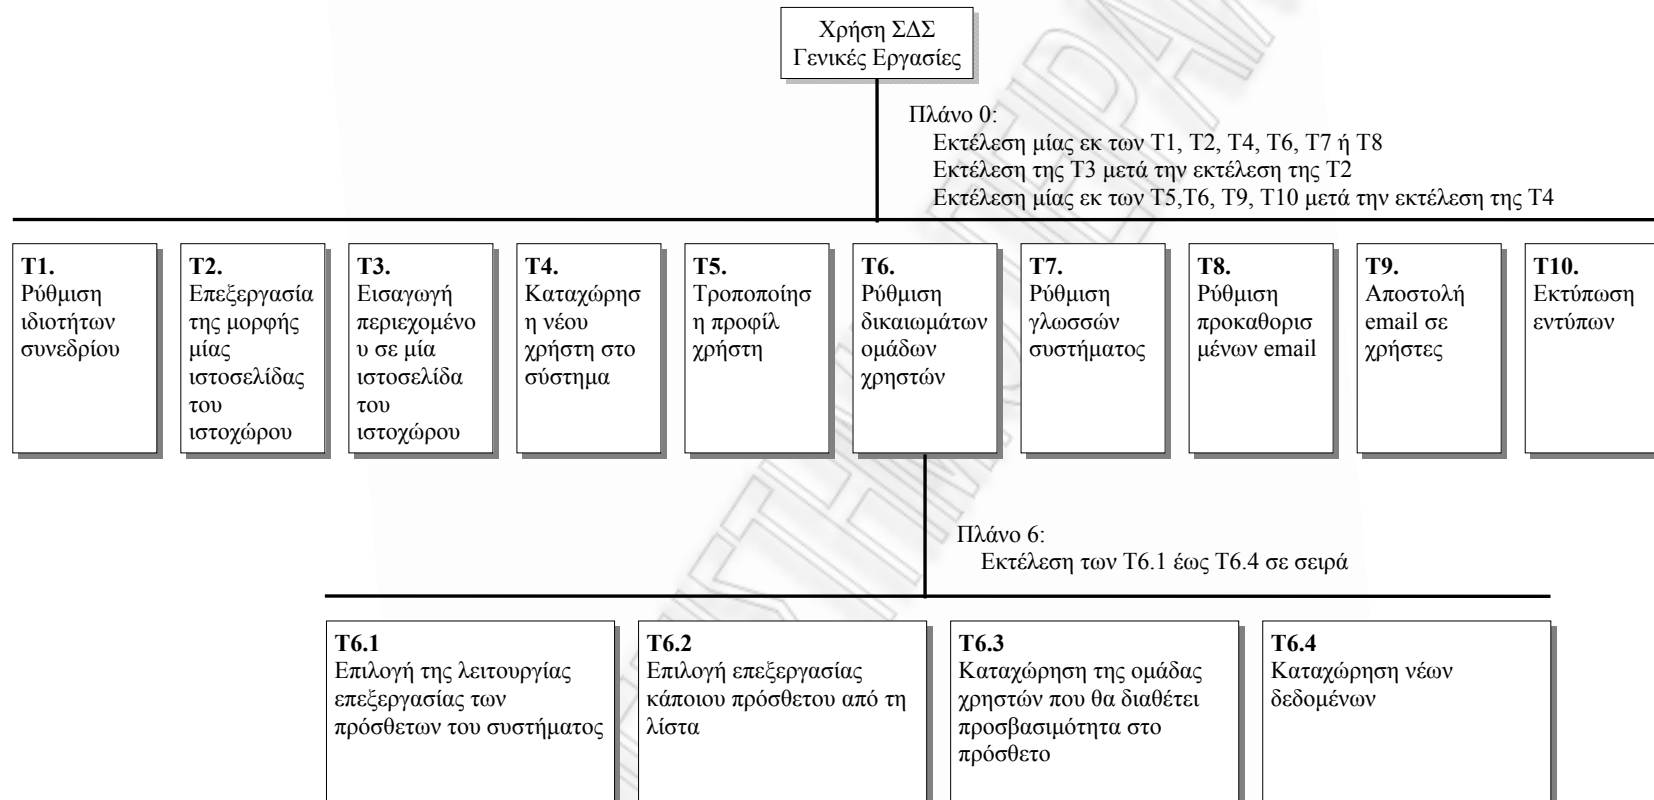 Χρήση ΣΔΣ
Γενικές Εργασίες
Πλάνο 0:
Εκτέλεση μίας εκ των Τ1, Τ2, Τ4, Τ6, Τ7 ή Τ8
Εκτέλεση της Τ3 μετά την εκτέλεση της Τ2
Εκτέλεση μίας εκ των Τ5,Τ6, Τ9, Τ10 μετά την εκτέλεση της Τ4
Τ1.
Ρύθμιση
ιδιοτήτων
συνεδρίου
Τ2.
Επεξεργασία
της μορφής
μίας
ιστοσελίδας
του
ιστοχώρου
Τ3.
Εισαγωγή
περιεχομένο
υ σε μία
ιστοσελίδα
του
ιστοχώρου
Τ4.
Καταχώρησ
η νέου
χρήστη στο
σύστημα
Τ5.
Τροποποίησ
η προφίλ
χρήστη
Τ6.
Ρύθμιση
δικαιωμάτων
ομάδων
χρηστών
Τ7.
Ρύθμιση
γλωσσών
συστήματος
Τ8.
Ρύθμιση
προκαθορισ
μένων email
Τ9.
Αποστολή
email σε
χρήστες
Τ10.
Εκτύπωση
εντύπων
Πλάνο 6:
Εκτέλεση των Τ6.1 έως Τ6.4 σε σειρά
Τ6.1
Επιλογή της λειτουργίας
επεξεργασίας των
πρόσθετων του συστήματος
Τ6.2
Επιλογή επεξεργασίας
κάποιου πρόσθετου από τη
λίστα
Τ6.3
Καταχώρηση της ομάδας
χρηστών που θα διαθέτει
προσβασιμότητα στο
πρόσθετο
Τ6.4
Καταχώρηση νέων
δεδομένων